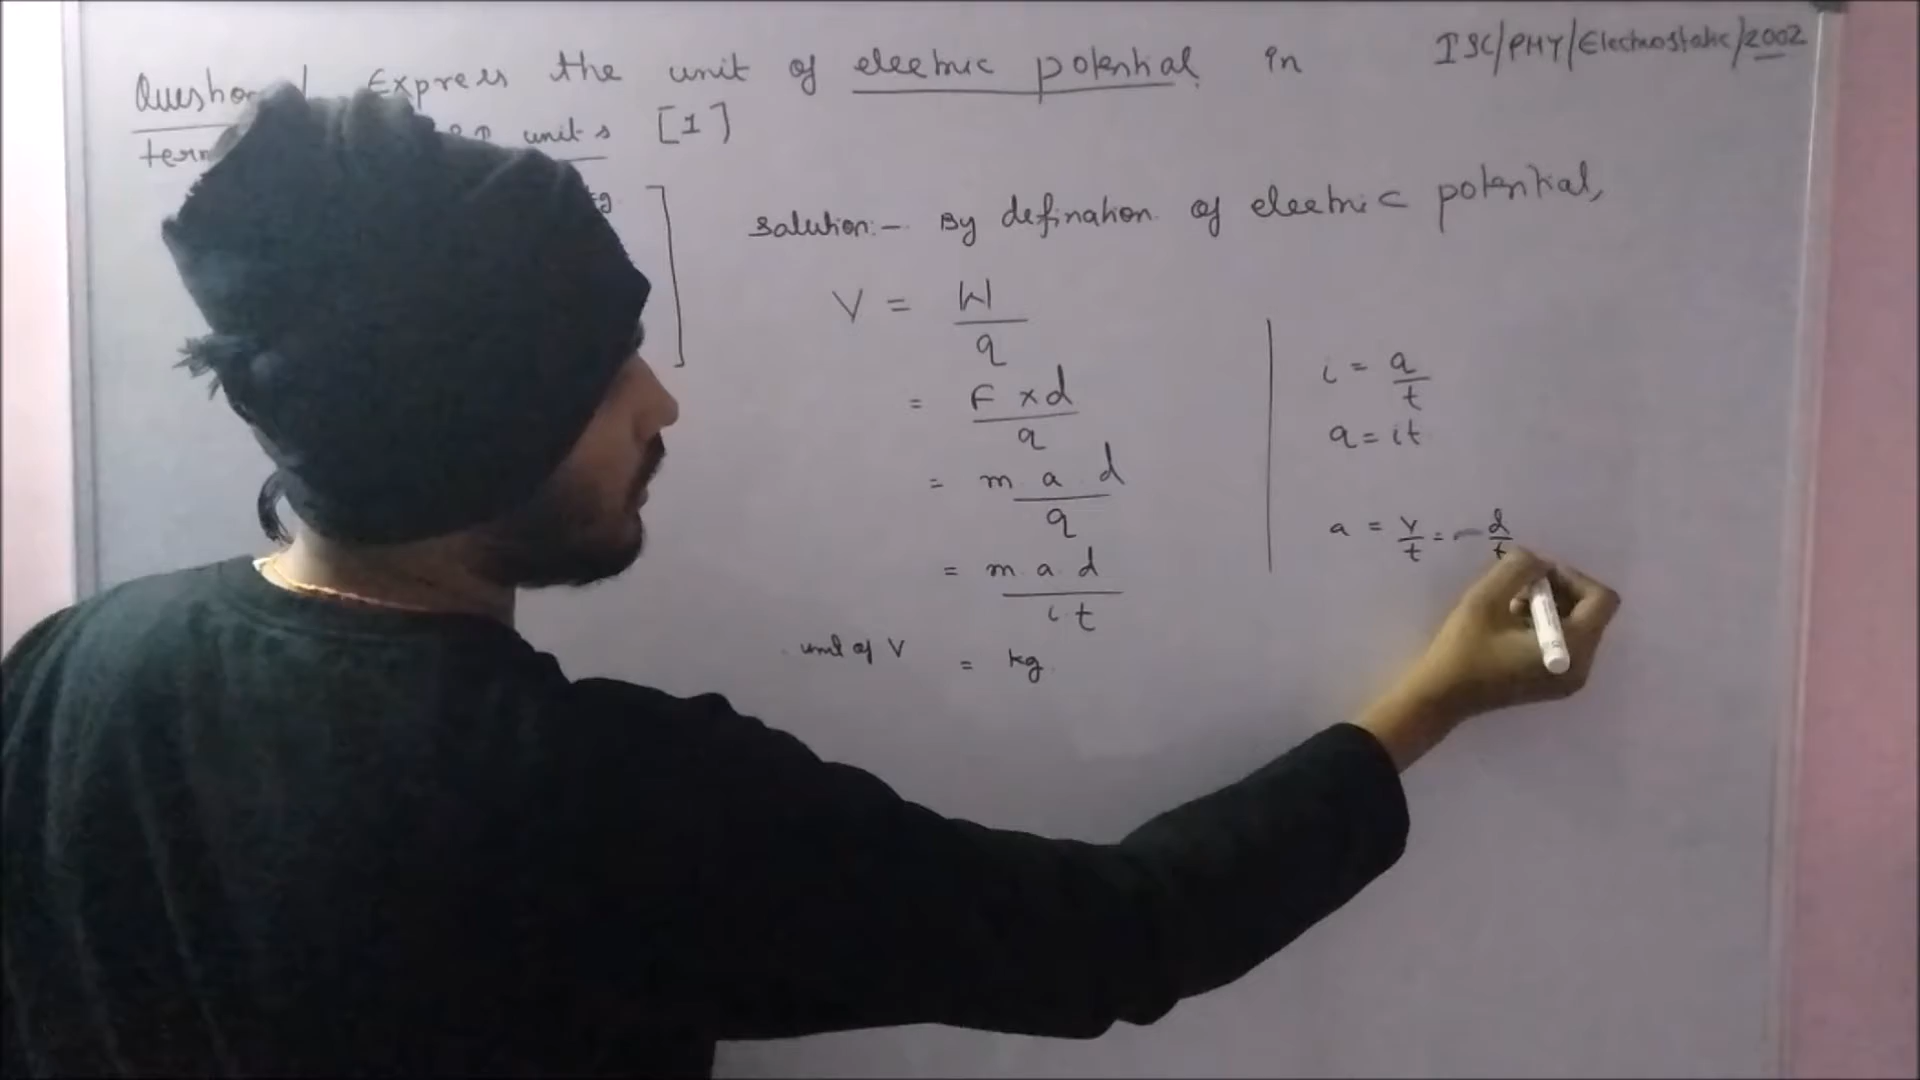 Question Express the unit of electric potential in
ISC/PHY/Electrostatic/2002
units [1]
Solution:- By defination of electric potential,
V = W/q
= F × d/q
= m a d/q
= m a d/i t
unit of V = kg
i = q/t
q = it
a = v/t = d/t